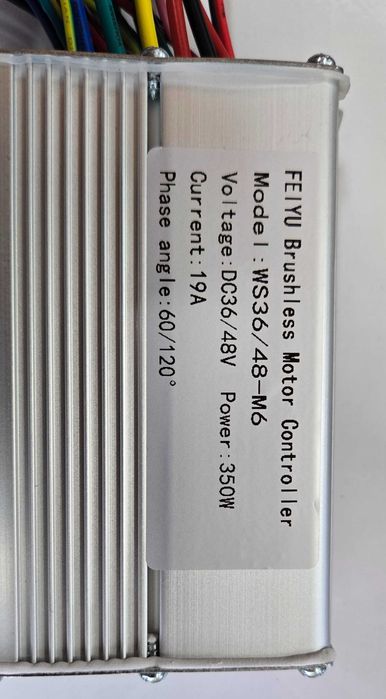 FEIYU Brushless Motor Controller
Model:WS36/48-M6
Voltage:DC36/48V Power:350W
Current:19A
Phase angle:60/120°